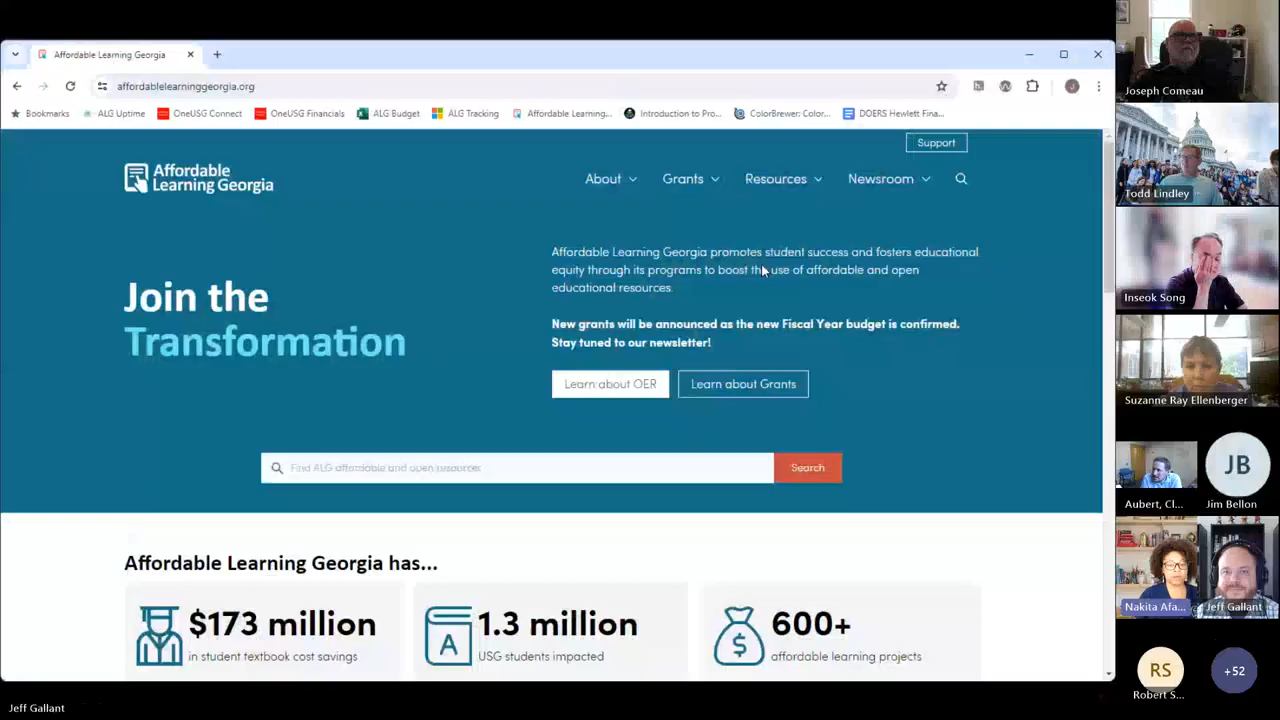 Affordable Learning Georgia
affordablelearninggeorgia.org
Bookmarks ALG Uptime OneUSG Connect OneUSG Financials ALG Budget ALG Tracking Affordable Learning... Introduction to Pro... ColorBrewer: Color... DOERS Hewlett Fina...
Support
Affordable
Learning Georgia
About Grants Resources Newsroom
Join the
Transformation
Affordable Learning Georgia promotes student success and fosters educational
equity through its programs to boost the use of affordable and open
educational resources.
New grants will be announced as the new Fiscal Year budget is confirmed.
Stay tuned to our newsletter!
Learn about OER Learn about Grants
Find ALG affordable and open resources Search
Affordable Learning Georgia has...
$173 million
in student textbook cost savings
A
1.3 million
USG students impacted
$
600+
affordable learning projects
Jeff Gallant
Joseph Comeau
Todd Lindley
Inseok Song
Suzanne Ray Ellenberger
JB
Aubert, Cl... Jim Bellon
Nakita Afa... Jeff Gallant
RS +52
Robert S...
J